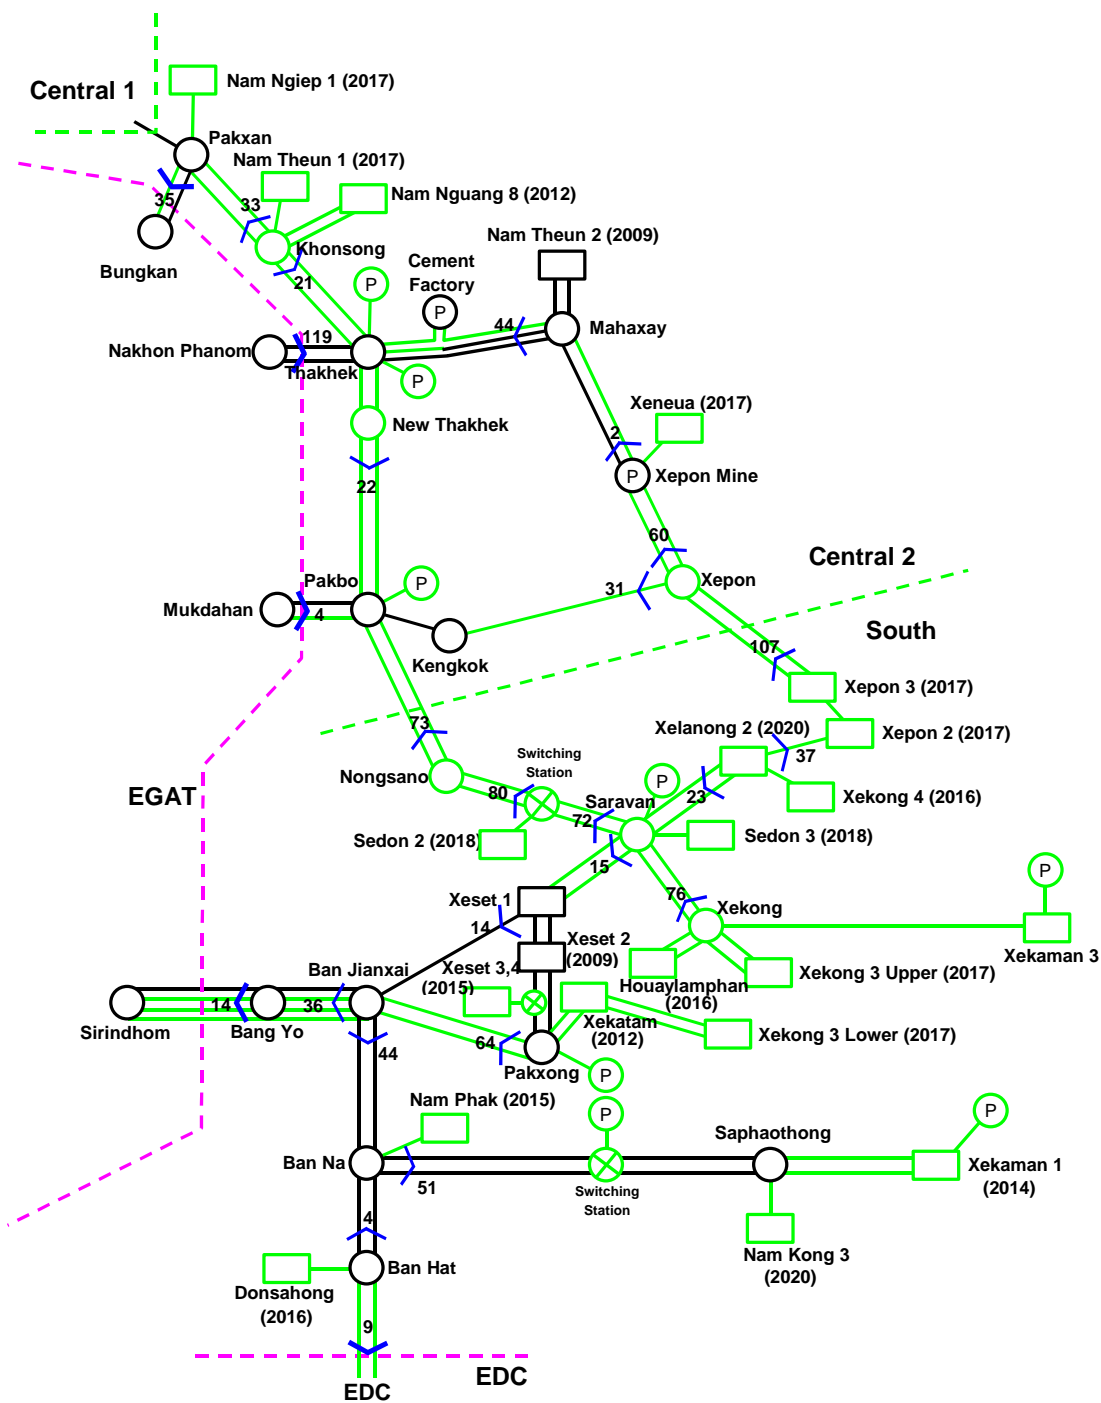 Central 1
Nam Ngiep 1 (2017)
Pakxan
Nam Theun 1 (2017)
35
33
Nam Nguang 8 (2012)
Bungkan
Khonsong
21
Cement
Factory
Nam Theun 2 (2009)
P
P
119
44
Mahaxay
Nakhon Phanom
Thakhek
P
New Thakhek
Xeneua (2017)
2
22
P
Xepon Mine
60
Central 2
Pakbo
P
31
Xepon
Mukdahan
4
Kengkok
South
107
Xepon 3 (2017)
73
Xelanong 2 (2020)
Xepon 2 (2017)
37
Switching
Station
Nongsano
P
EGAT
80
Saravan
23
Xekong 4 (2016)
72
Sedon 2 (2018)
Sedon 3 (2018)
15
P
Xeset 1
76
Xekong
14
Xeset 2
(2009)
Xekaman 3
Ban Jianxai
Xeset 3,4
(2015)
Houaylamphan
(2016)
Xekong 3 Upper (2017)
14
36
Sirindhom
Bang Yo
Xekatam
(2012)
Xekong 3 Lower (2017)
44
64
Pakxong
P
Nam Phak (2015)
P
P
Saphaothong
Ban Na
51
Switching
Station
Xekaman 1
(2014)
4
Nam Kong 3
(2020)
Ban Hat
Donsahong
(2016)
9
EDC
EDC